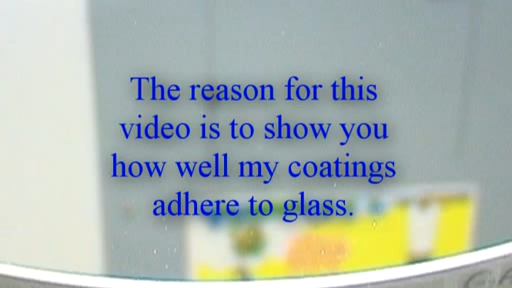 The reason for this
video is to show you
how well my coatings
adhere to glass.